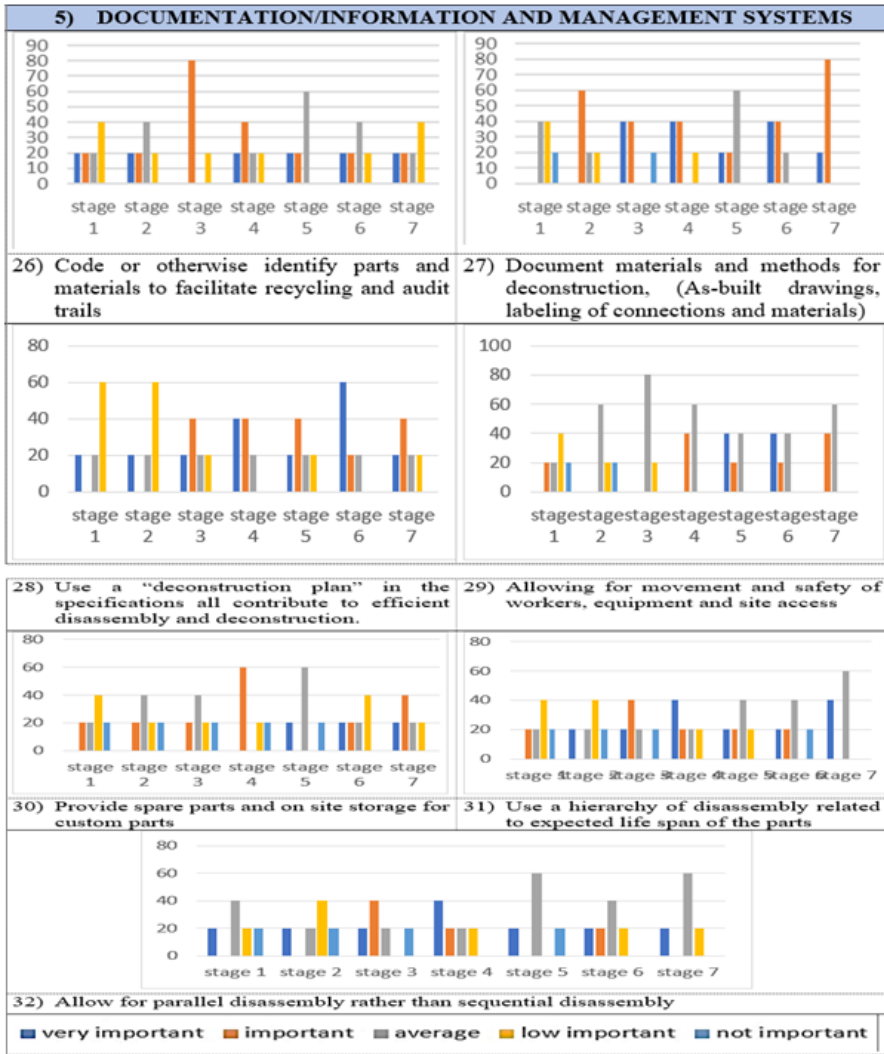 5) DOCUMENTATION/INFORMATION AND MANAGEMENT SYSTEMS
90
80
70
60
50
40
30
20
10
0
stage 1 stage 2 stage 3 stage 4 stage 5 stage 6 stage 7
90
80
70
60
50
40
30
20
10
0
stage 1 stage 2 stage 3 stage 4 stage 5 stage 6 stage 7
26) Code or otherwise identify parts and
materials to facilitate recycling and audit
trails
27) Document materials and methods for
deconstruction, (As-built drawings,
labeling of connections and materials)
80
60
40
20
0
stage 1 stage 2 stage 3 stage 4 stage 5 stage 6 stage 7
100
80
60
40
20
0
stage 1 stage 2 stage 3 stage 4 stage 5 stage 6 stage 7
28) Use a “deconstruction plan” in the
specifications all contribute to efficient
disassembly and deconstruction.
29) Allowing for movement and safety of
workers, equipment and site access
80
60
40
20
0
stage 1 stage 2 stage 3 stage 4 stage 5 stage 6 stage 7
80
60
40
20
0
stage 1 stage 2 stage 3 stage 4 stage 5 stage 6 stage 7
30) Provide spare parts and on site storage for
custom parts
31) Use a hierarchy of disassembly related
to expected life span of the parts
80
60
40
20
0
stage 1 stage 2 stage 3 stage 4 stage 5 stage 6 stage 7
32) Allow for parallel disassembly rather than sequential disassembly
very important important average low important not important